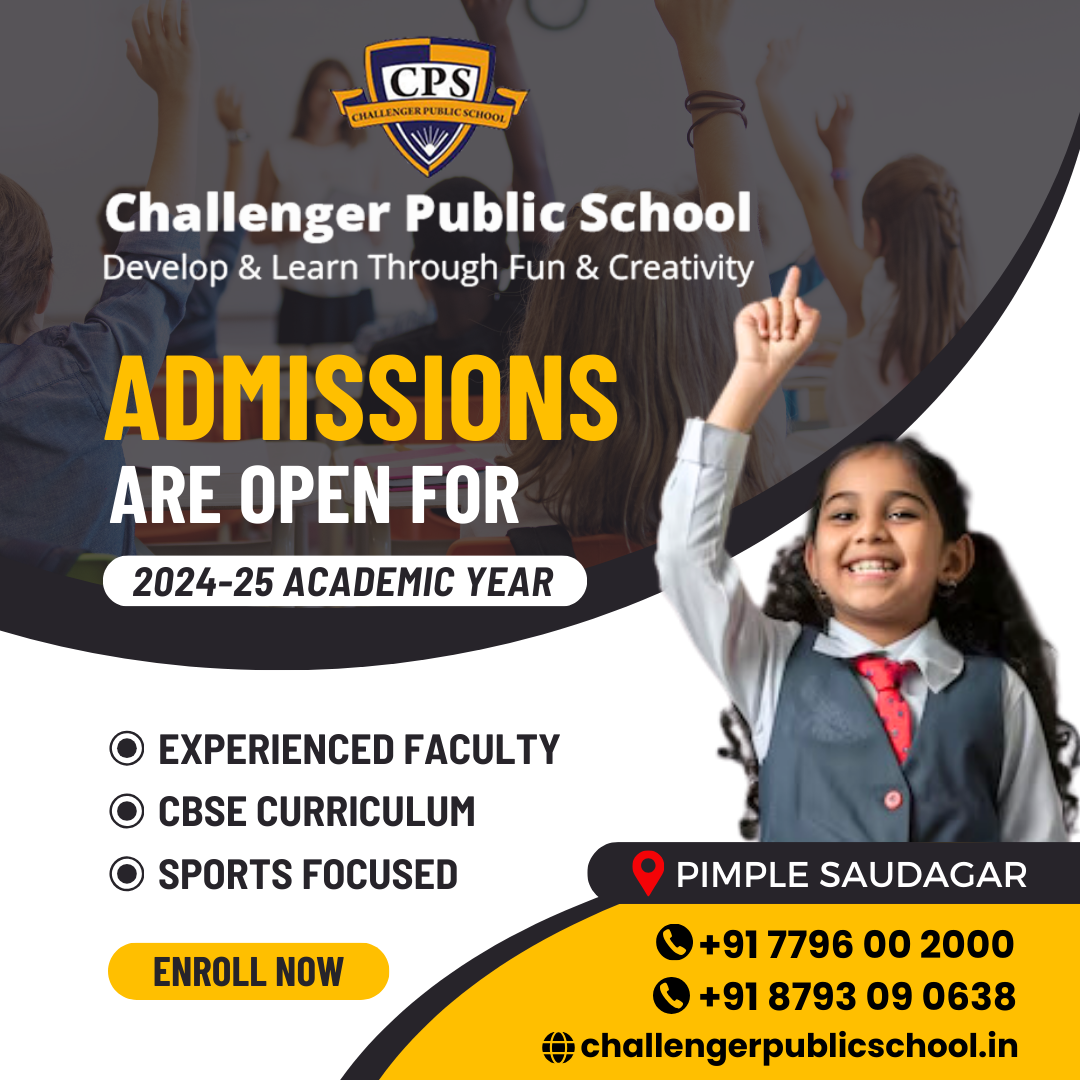 CPS
CHALLENGER PUBLIC SCHOOL
Challenger Public School
Develop & Learn Through Fun & Creativity
ADMISSIONS
ARE OPEN FOR
2024-25 ACADEMIC YEAR
EXPERIENCED FACULTY
CBSE CURRICULUM
SPORTS FOCUSED
ENROLL NOW
PIMPLE SAUDAGAR
+91 7796 00 2000
+91 8793 09 0638
challengerpublicschool.in